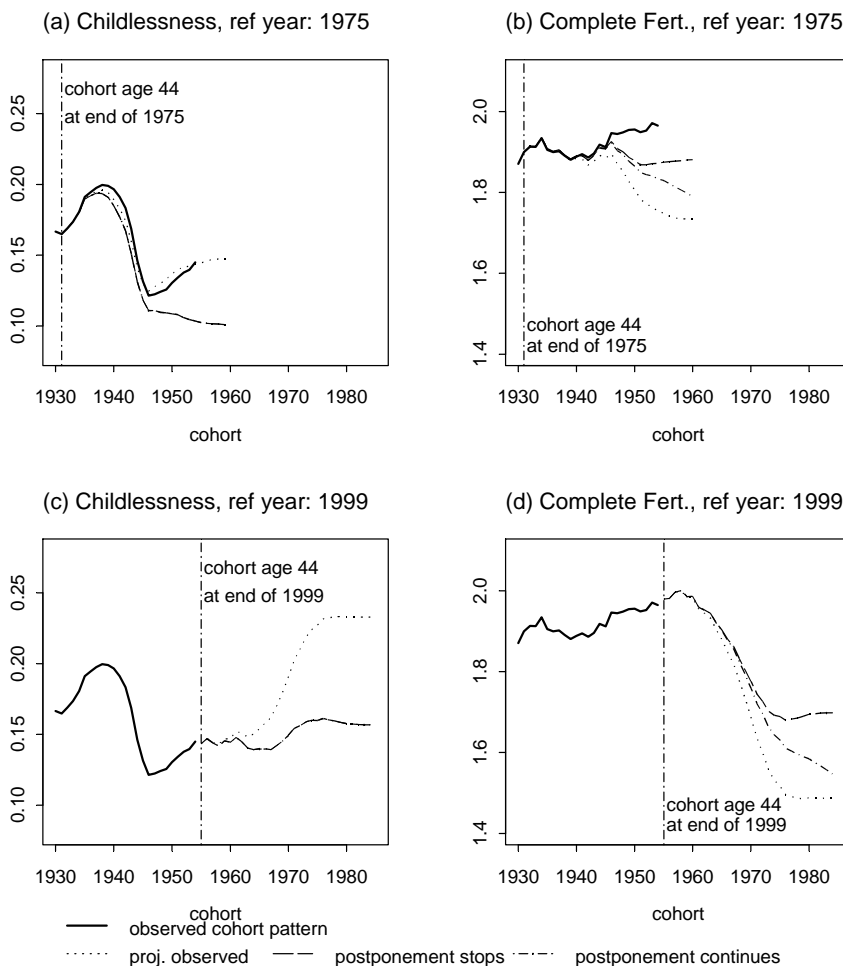 (a) Childlessness, ref year: 1975
(b) Complete Fert., ref year: 1975
cohort age 44
at end of 1975
0.25
0.20
0.15
0.10
1930 1940 1950 1960 1970 1980
cohort
2.0
1.8
1.6
1.4
cohort age 44
at end of 1975
1930 1940 1950 1960 1970 1980
cohort
(c) Childlessness, ref year: 1999
(d) Complete Fert., ref year: 1999
cohort age 44
at end of 1999
0.25
0.20
0.15
0.10
1930 1940 1950 1960 1970 1980
cohort
2.0
1.8
1.6
1.4
cohort age 44
at end of 1999
1930 1940 1950 1960 1970 1980
cohort
observed cohort pattern
proj. observed
postponement stops
postponement continues